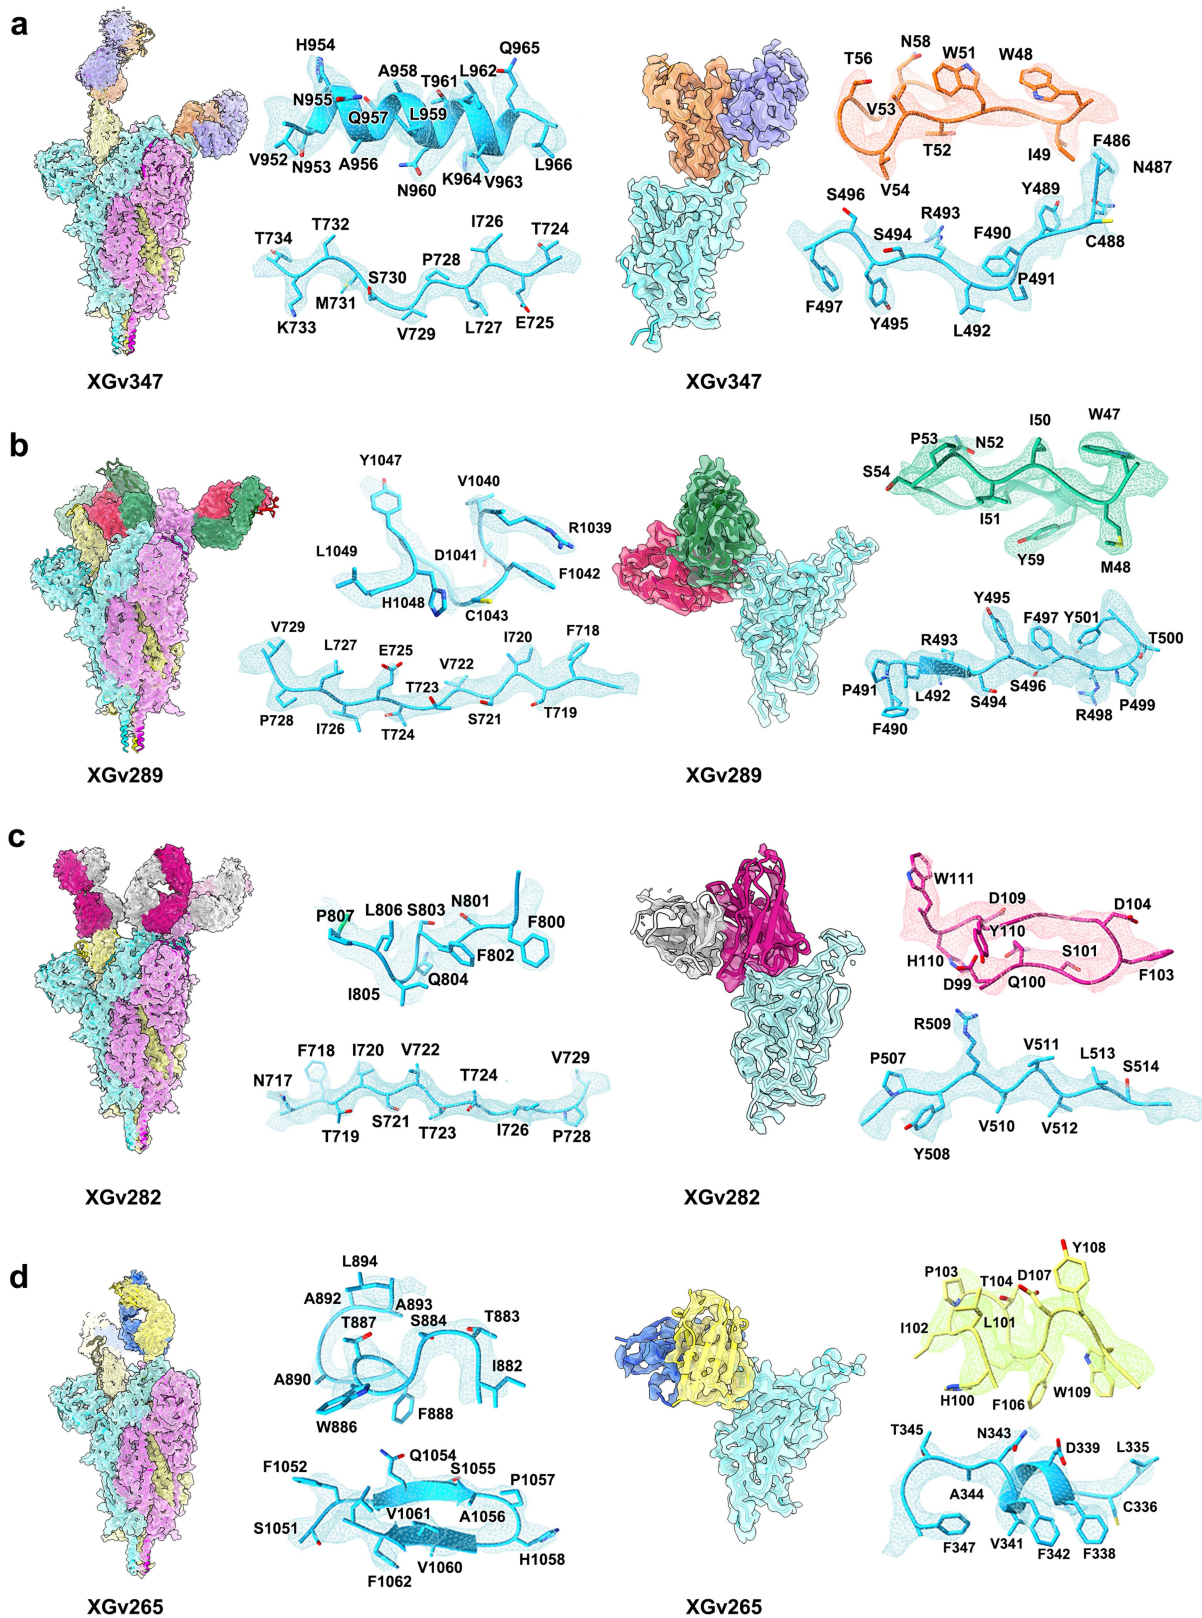 a
H954
Q965
A958
L962
T961
N955
L959
Q957
V952
N953
A956
N960
K964
V963
L966
T732
I726
T724
T734
P728
S730
M731
K733
V729
L727
E725
XGv347
N58
W51
W48
T56
V53
T52
I49
V54
F486
N487
Y489
S496
R493
S494
F490
C488
P491
F497
Y495
L492
XGv347
b
Y1047
V1040
R1039
L1049
D1041
F1042
H1048
C1043
V729
L727
E725
I720
F718
V722
T723
P728
I726
T724
S721
T719
XGv289
I50
W47
P53
N52
S54
I51
Y59
M48
Y495
F497
Y501
R493
T500
P491
L492
S494
S496
P499
R498
F490
XGv289
c
P807
L806
S803
N801
F800
F802
Q804
I805
F718
I720
V722
V729
T724
N717
T719
S721
T723
I726
P728
XGv282
W111
D109
D104
Y110
S101
H110
D99
Q100
F103
R509
V511
L513
S514
P507
V510
V512
Y508
XGv282
d
L894
A892
A893
T887
S884
T883
A890
I882
W886
F888
Q1054
F1052
S1055
P1057
V1061
A1056
S1051
H1058
V1060
F1062
XGv265
Y108
P103
T104
D107
I102
L101
W109
H100
F106
T345
N343
D339
L335
A344
C336
F347
V341
F342
F338
XGv265